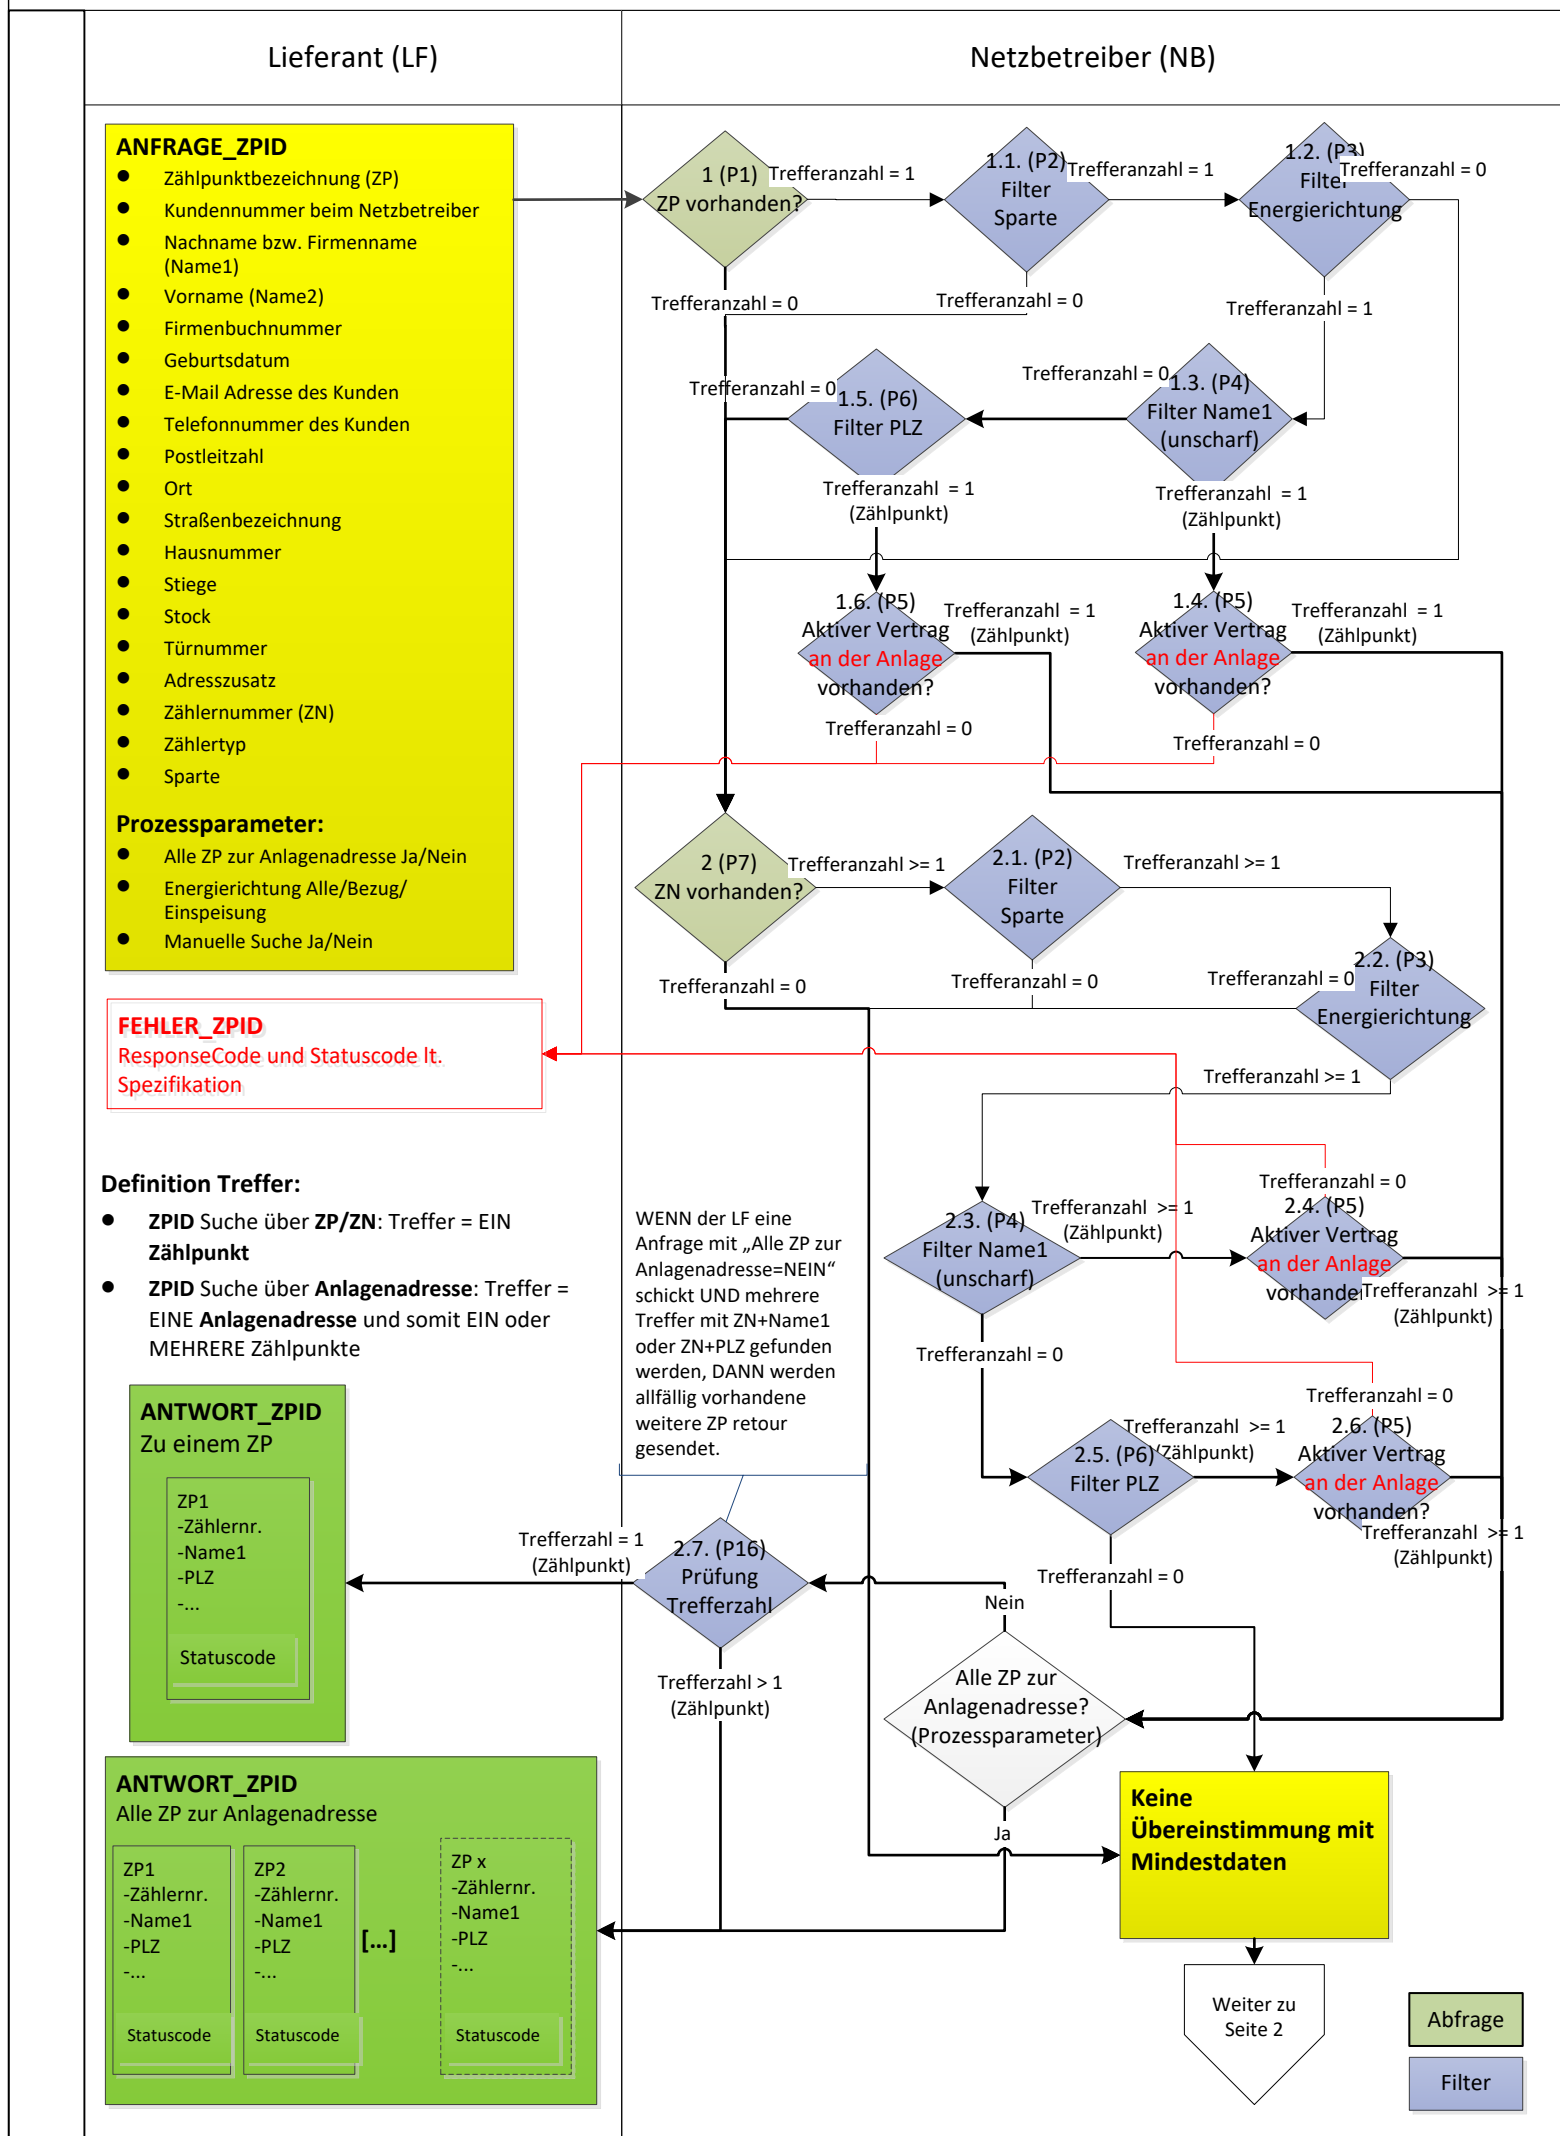 Lieferant (LF)
Netzbetreiber (NB)
ANFRAGE_ZPID
● Zählpunktbezeichnung (ZP)
● Kundennummer beim Netzbetreiber
● Nachname bzw. Firmenname
(Name1)
● Vorname (Name2)
● Firmenbuchnummer
● Geburtsdatum
● E-Mail Adresse des Kunden
● Telefonnummer des Kunden
● Postleitzahl
● Ort
● Straßenbezeichnung
● Hausnummer
● Stiege
● Stock
● Türnummer
● Adresszusatz
● Zählernummer (ZN)
● Zählertyp
● Sparte
Prozessparameter:
● Alle ZP zur Anlagenadresse Ja/Nein
● Energierichtung Alle/Bezug/
Einspeisung
● Manuelle Suche Ja/Nein
FEHLER_ZPID
ResponseCode und Statuscode lt.
Spezifikation
Definition Treffer:
● ZPID Suche über ZP/ZN: Treffer = EIN
Zählpunkt
● ZPID Suche über Anlagenadresse: Treffer =
EINE Anlagenadresse und somit EIN oder
MEHRERE Zählpunkte
ANTWORT_ZPID
Zu einem ZP
ZP1
-Zählernr.
-Name1
-PLZ
-...
Statuscode
ANTWORT_ZPID
Alle ZP zur Anlagenadresse
ZP1
-Zählernr.
-Name1
-PLZ
-...
Statuscode
ZP2
-Zählernr.
-Name1
-PLZ
-...
Statuscode
[...]
ZP x
-Zählernr.
-Name1
-PLZ
-...
Statuscode
1 (P1)
ZP vorhanden?
Trefferanzahl = 1
Trefferanzahl = 0
1.1. (P2)
Filter
Sparte
Trefferanzahl = 1
Trefferanzahl = 0
1.2. (P3)
Filter
Energierichtung
Trefferanzahl = 0
Trefferanzahl = 1
1.3. (P4)
Filter Name1
(unscharf)
Trefferanzahl = 0
Trefferanzahl = 1
(Zählpunkt)
1.5. (P6)
Filter PLZ
Trefferanzahl = 0
Trefferanzahl = 1
(Zählpunkt)
1.6. (P5)
Aktiver Vertrag
an der Anlage
vorhanden?
Trefferanzahl = 1
(Zählpunkt)
Trefferanzahl = 0
1.4. (P5)
Aktiver Vertrag
an der Anlage
vorhanden?
Trefferanzahl = 1
(Zählpunkt)
Trefferanzahl = 0
2 (P7)
ZN vorhanden?
Trefferanzahl >= 1
Trefferanzahl = 0
2.1. (P2)
Filter
Sparte
Trefferanzahl >= 1
Trefferanzahl = 0
2.2. (P3)
Filter
Energierichtung
Trefferanzahl = 0
Trefferanzahl >= 1
2.3. (P4)
Filter Name1
(unscharf)
Trefferanzahl >= 1
(Zählpunkt)
Trefferanzahl = 0
Trefferanzahl = 0
2.4. (P5)
Aktiver Vertrag
an der Anlage
Trefferanzahl >= 1
(Zählpunkt)
2.5. (P6)
Filter PLZ
Trefferanzahl >= 1
(Zählpunkt)
Trefferanzahl = 0
Trefferanzahl = 0
2.6. (P5)
Aktiver Vertrag
an der Anlage
vorhanden?
Trefferanzahl >= 1
(Zählpunkt)
WENN der LF eine
Anfrage mit „Alle ZP zur
Anlagenadresse=NEIN“
schickt UND mehrere
Treffer mit ZN+Name1
oder ZN+PLZ gefunden
werden, DANN werden
allfällig vorhandene
weitere ZP retour
gesendet.
2.7. (P16)
Prüfung
Trefferzahl
Trefferzahl = 1
(Zählpunkt)
Trefferzahl > 1
(Zählpunkt)
Nein
Alle ZP zur
Anlagenadresse?
(Prozessparameter)
Ja
Keine
Übereinstimmung mit
Mindestdaten
Weiter zu
Seite 2
Abfrage
Filter